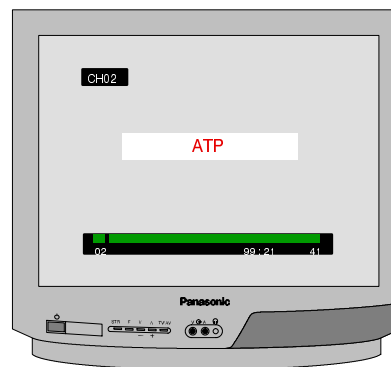 CH02
ATP
02 99:21 41
Panasonic
STR F V ∧ TV/AV
− +
V ∧